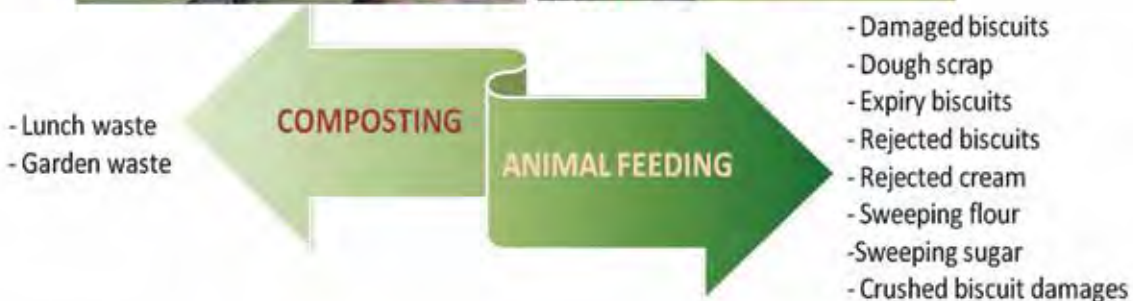 - Lunch waste
- Garden waste
COMPOSTING
ANIMAL FEEDING
- Damaged biscuits
- Dough scrap
- Expiry biscuits
- Rejected biscuits
- Rejected cream
- Sweeping flour
-Sweeping sugar
- Crushed biscuit damages